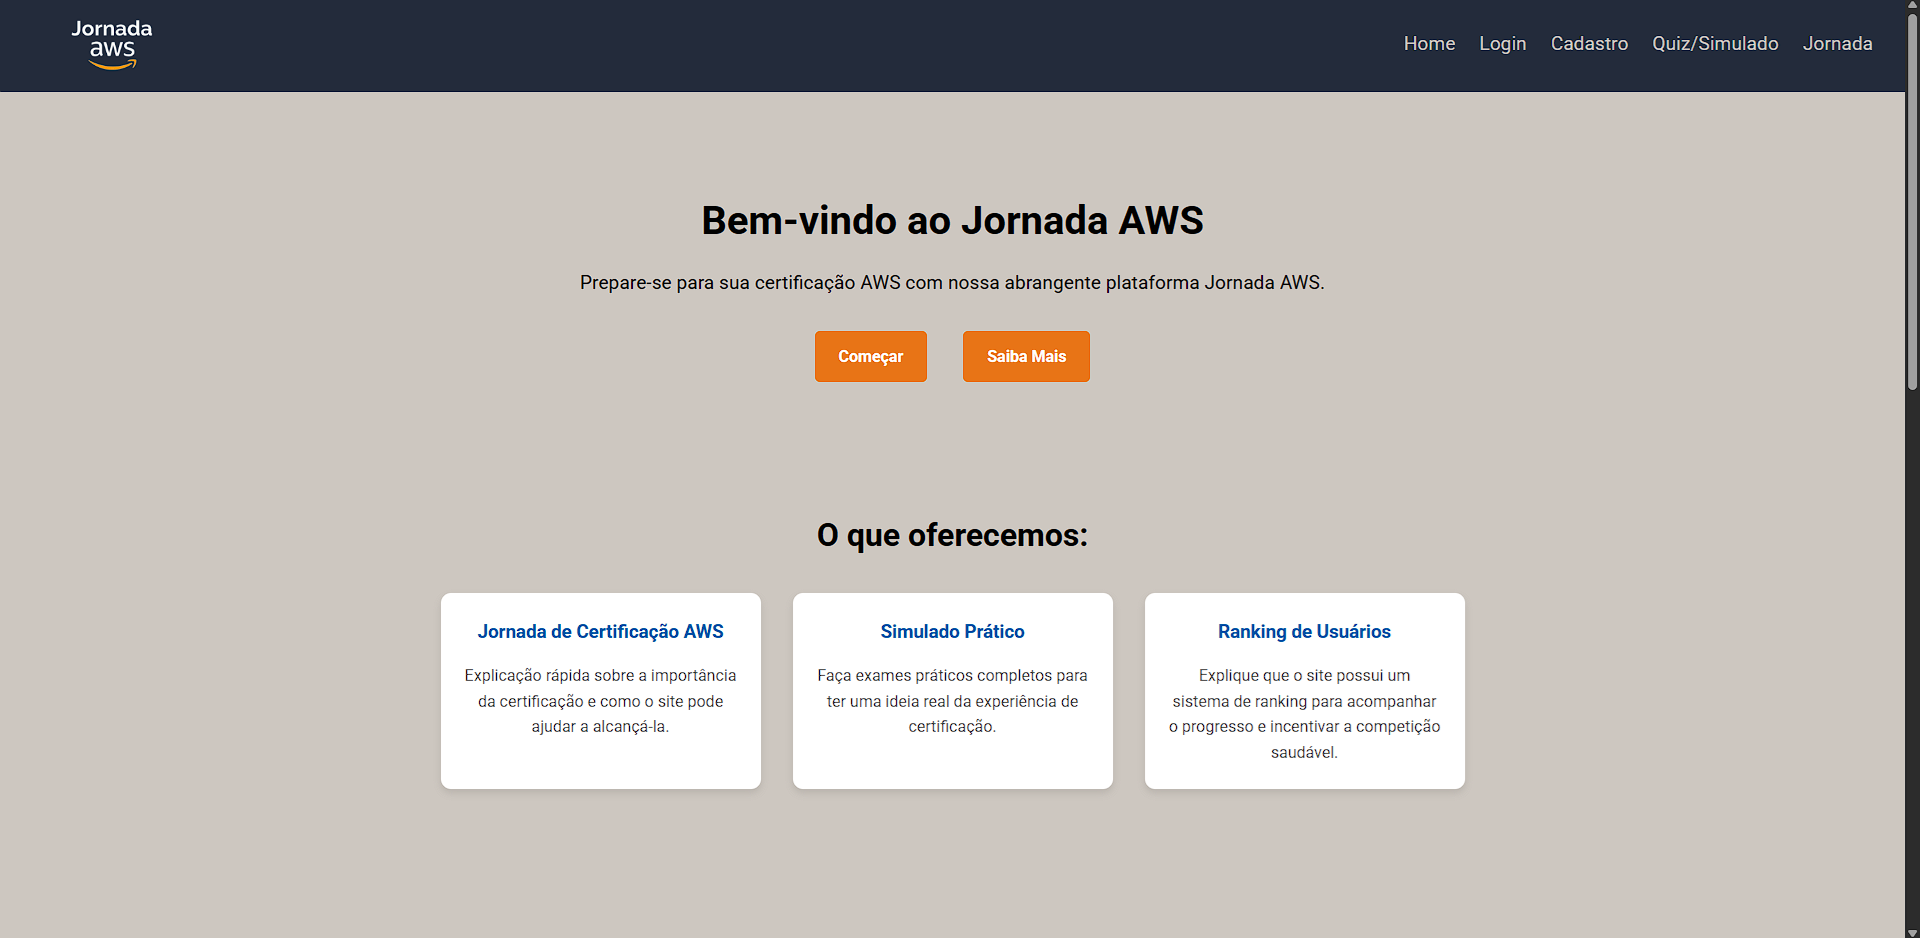 Jornada
aws
Home Login Cadastro Quiz/Simulado Jornada
Bem-vindo ao Jornada AWS
Prepare-se para sua certificação AWS com nossa abrangente plataforma Jornada AWS.
Começar
Saiba Mais
O que oferecemos:
Jornada de Certificação AWS
Explicação rápida sobre a importância
da certificação e como o site pode
ajudar a alcançá-la.
Simulado Prático
Faça exames práticos completos para
ter uma ideia real da experiência de
certificação.
Ranking de Usuários
Explique que o site possui um
sistema de ranking para acompanhar
o progresso e incentivar a competição
saudável.